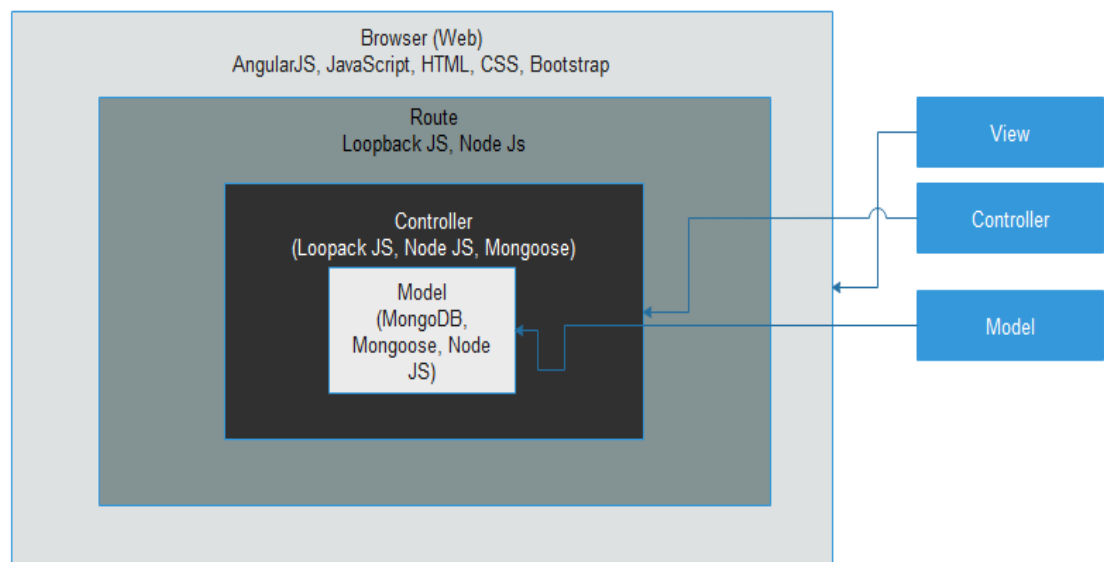 Browser (Web)
AngularJS, JavaScript, HTML, CSS, Bootstrap
Route
Loopback JS, Node Js
Controller
(Loopack JS, Node JS, Mongoose)
Model
(MongoDB,
Mongoose, Node
JS)
View
Controller
Model